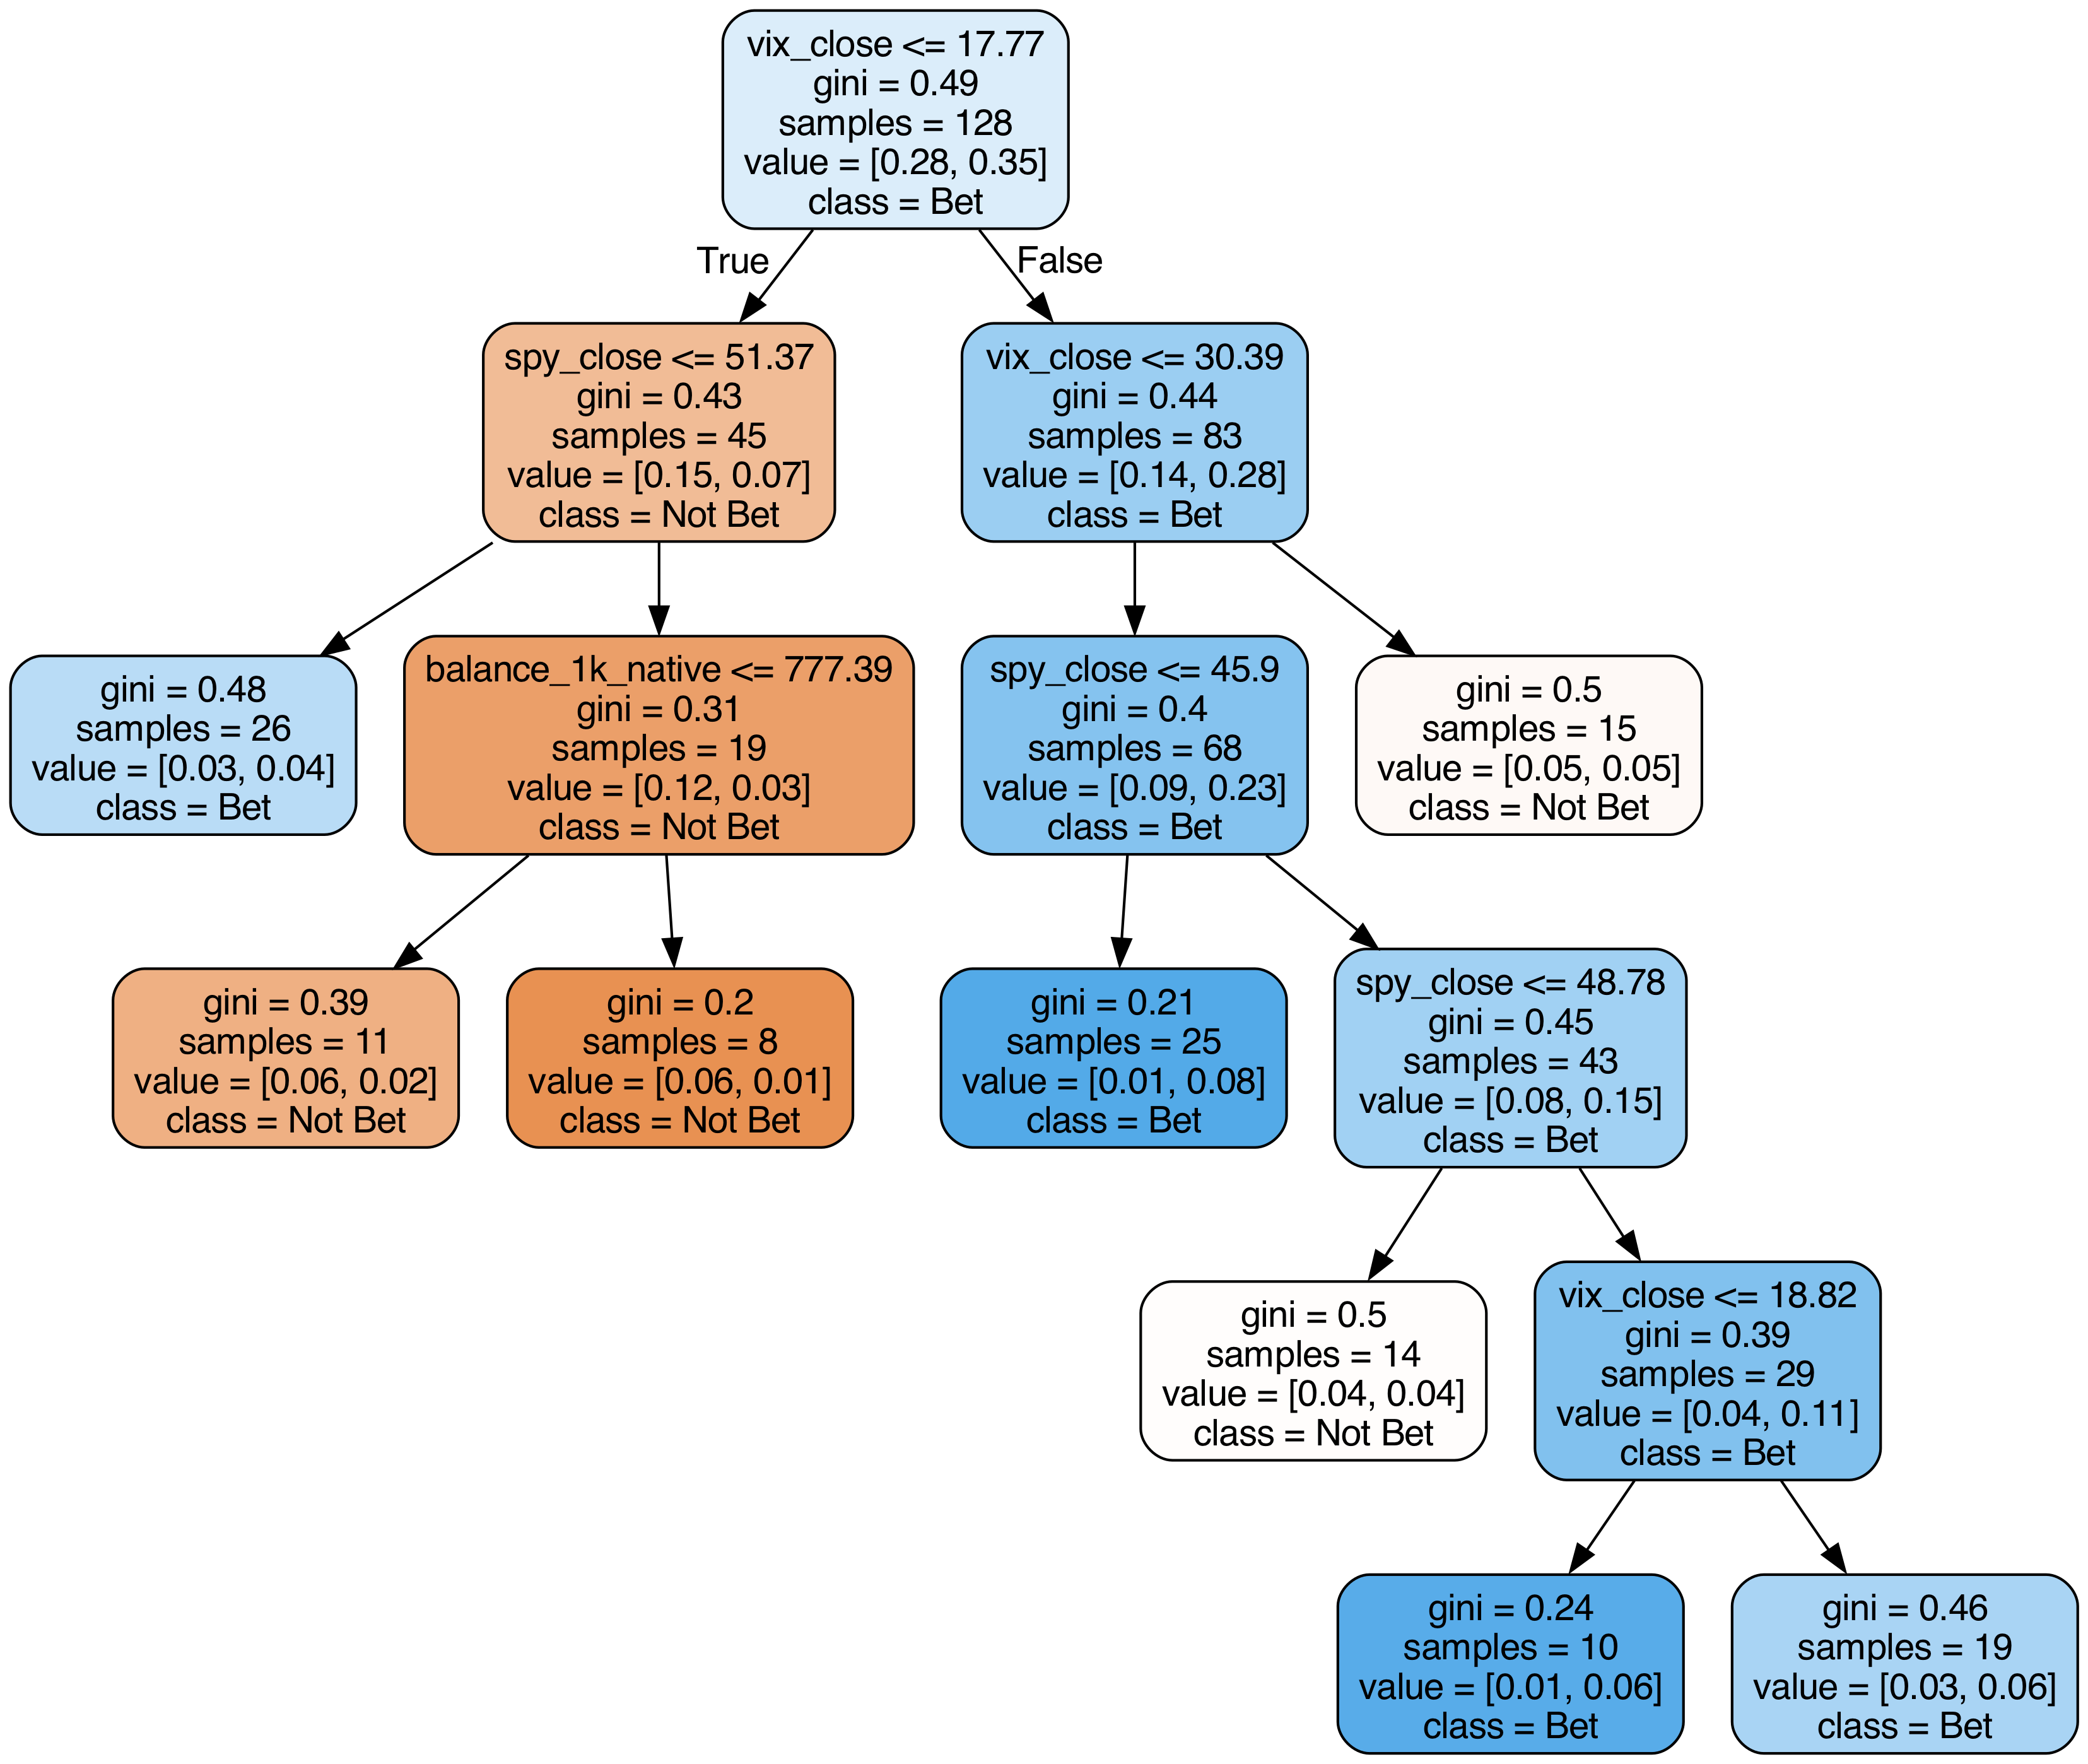 vix_close <= 17.77
gini = 0.49
samples = 128
value = [0.28, 0.35]
class = Bet
True
False
spy_close <= 51.37
gini = 0.43
samples = 45
value = [0.15, 0.07]
class = Not Bet
vix_close <= 30.39
gini = 0.44
samples = 83
value = [0.14, 0.28]
class = Bet
gini = 0.48
samples = 26
value = [0.03, 0.04]
class = Bet
balance_1k_native <= 777.39
gini = 0.31
samples = 19
value = [0.12, 0.03]
class = Not Bet
spy_close <= 45.9
gini = 0.4
samples = 68
value = [0.09, 0.23]
class = Bet
gini = 0.5
samples = 15
value = [0.05, 0.05]
class = Not Bet
gini = 0.39
samples = 11
value = [0.06, 0.02]
class = Not Bet
gini = 0.2
samples = 8
value = [0.06, 0.01]
class = Not Bet
gini = 0.21
samples = 25
value = [0.01, 0.08]
class = Bet
spy_close <= 48.78
gini = 0.45
samples = 43
value = [0.08, 0.15]
class = Bet
gini = 0.5
samples = 14
value = [0.04, 0.04]
class = Not Bet
vix_close <= 18.82
gini = 0.39
samples = 29
value = [0.04, 0.11]
class = Bet
gini = 0.24
samples = 10
value = [0.01, 0.06]
class = Bet
gini = 0.46
samples = 19
value = [0.03, 0.06]
class = Bet